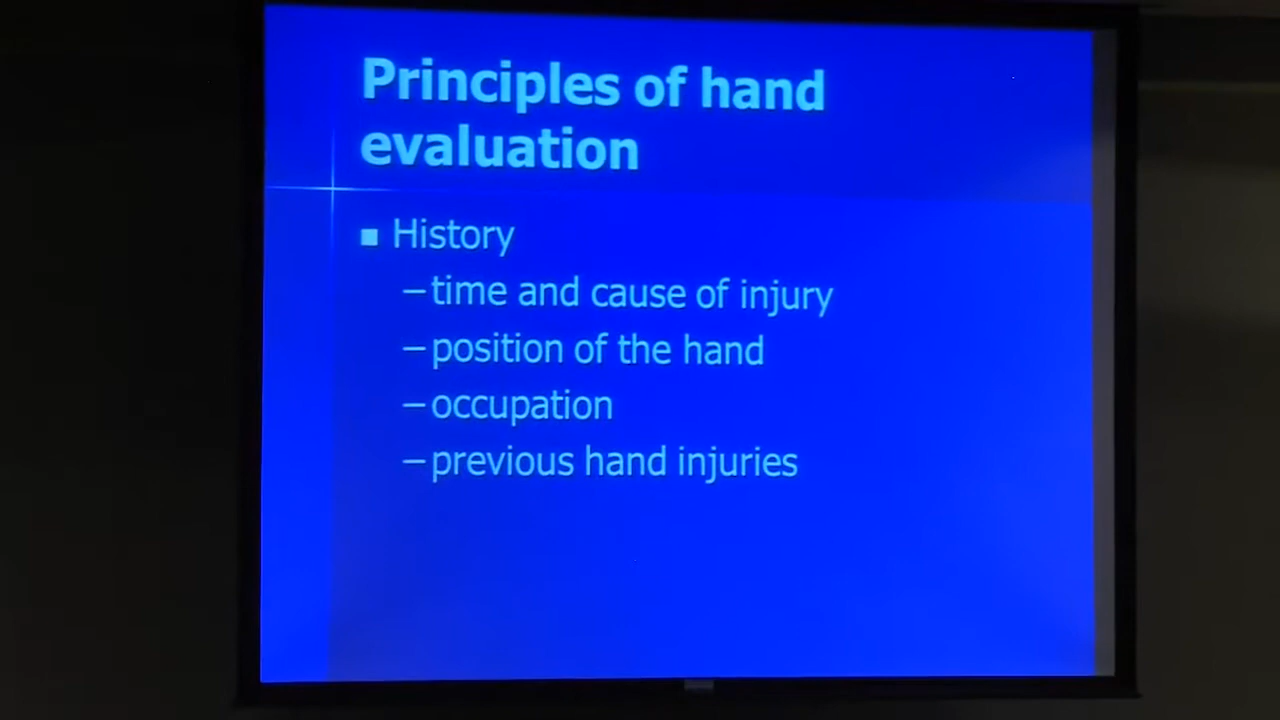 Principles of hand
evaluation
■ History
– time and cause of injury
– position of the hand
– occupation
– previous hand injuries